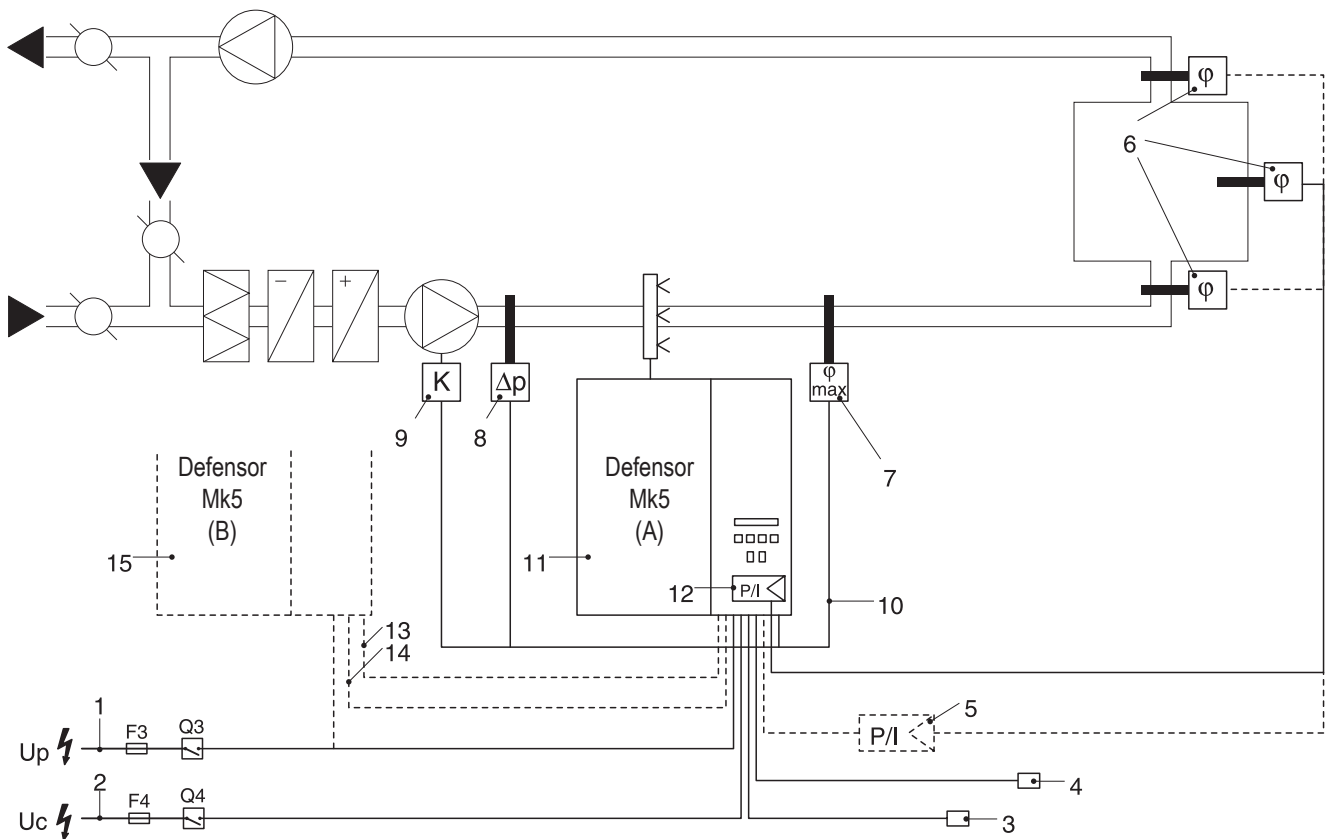 φ
6
φ
φ
− +
K
Δp
φ
max
9
8
7
Defensor
Mk5
(B)
Defensor
Mk5
(A)
15
11
12
P/I
10
13
14
1
5
Up
F3
Q3
P/I
2
4
Uc
F4
Q4
3